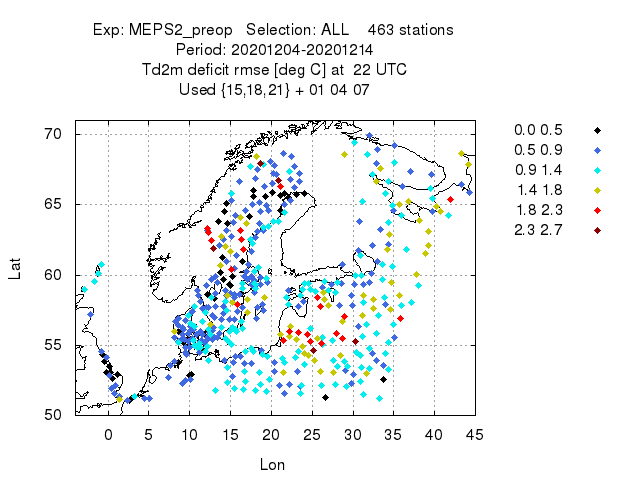 Exp: MEPS2_preop   Selection: ALL    463 stations
Period: 20201204-20201214
Td2m deficit rmse [deg C] at  22 UTC
Used {15,18,21} + 01 04 07
0.0 0.5
0.5 0.9
0.9 1.4
1.4 1.8
1.8 2.3
2.3 2.7
Lat
70
65
60
55
50
0 5 10 15 20 25 30 35 40 45
Lon